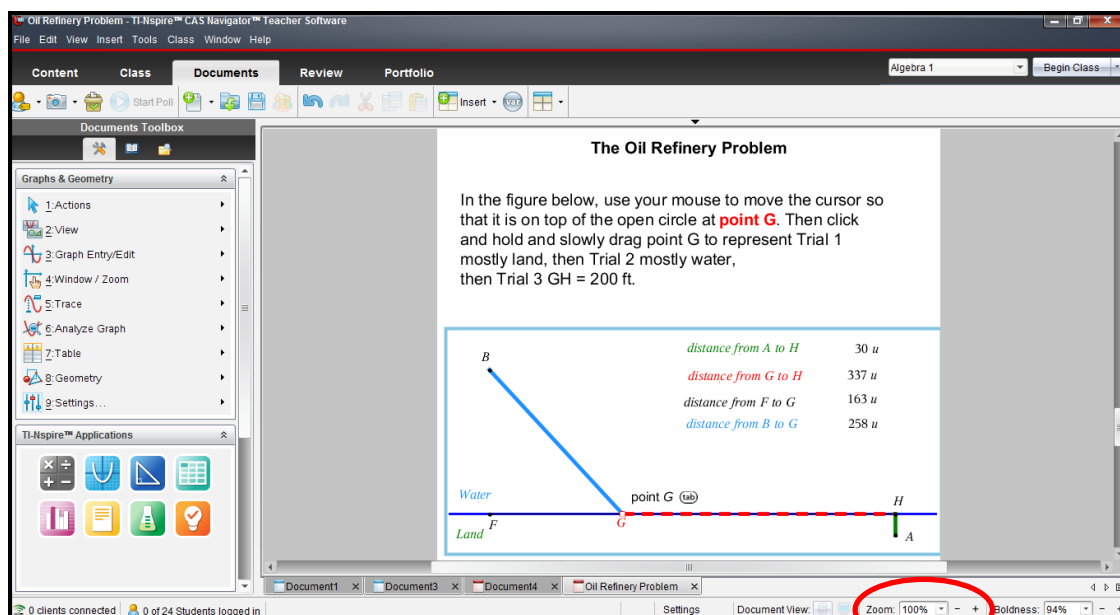 Oil Refinery Problem - TI-Nspire™ CAS Navigator™ Teacher Software
File Edit View Insert Tools Class Window Help
Content Class Documents Review Portfolio
Algebra 1 Begin Class
Start Poll Insert var
Documents Toolbox
Graphs & Geometry
1:Actions
2:View
3:Graph Entry/Edit
4:Window / Zoom
5:Trace
6:Analyze Graph
7:Table
8:Geometry
9:Settings...
TI-Nspire™ Applications
The Oil Refinery Problem
In the figure below, use your mouse to move the cursor so
that it is on top of the open circle at point G. Then click
and hold and slowly drag point G to represent Trial 1
mostly land, then Trial 2 mostly water,
then Trial 3 GH = 200 ft.
B
distance from A to H 30 u
distance from G to H 337 u
distance from F to G 163 u
distance from B to G 258 u
Water
point G tab
H
F
G
Land
A
Document1 Document3 Document4 Oil Refinery Problem
0 clients connected 0 of 24 Students logged in Settings Document View: Zoom: 100% - + Boldness: 94% - +